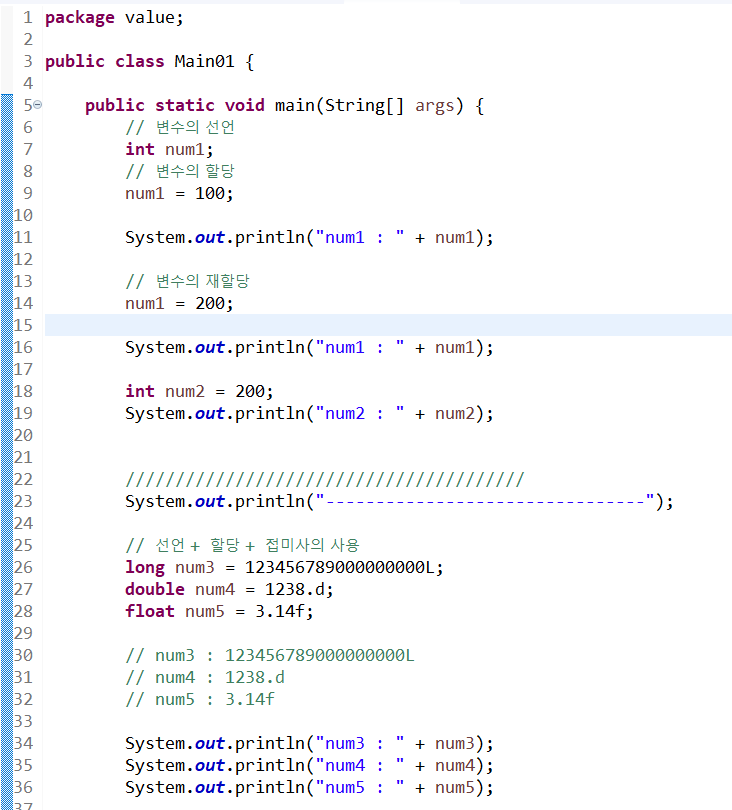 1 package value;
2
3 public class Main01 {
4
5 public static void main(String[] args) {
6 // 변수의 선언
7 int num1;
8 // 변수의 할당
9 num1 = 100;
10
11 System.out.println("num1 : " + num1);
12
13 // 변수의 재할당
14 num1 = 200;
15
16 System.out.println("num1 : " + num1);
17
18 int num2 = 200;
19 System.out.println("num2 : " + num2);
20
21
22 ////////////////////////////////////////
23 System.out.println("--------------------------------");
24
25 // 선언 + 할당 + 접미사의 사용
26 long num3 = 123456789000000000L;
27 double num4 = 1238.d;
28 float num5 = 3.14f;
29
30 // num3 : 123456789000000000L
31 // num4 : 1238.d
32 // num5 : 3.14f
33
34 System.out.println("num3 : " + num3);
35 System.out.println("num4 : " + num4);
36 System.out.println("num5 : " + num5);
37